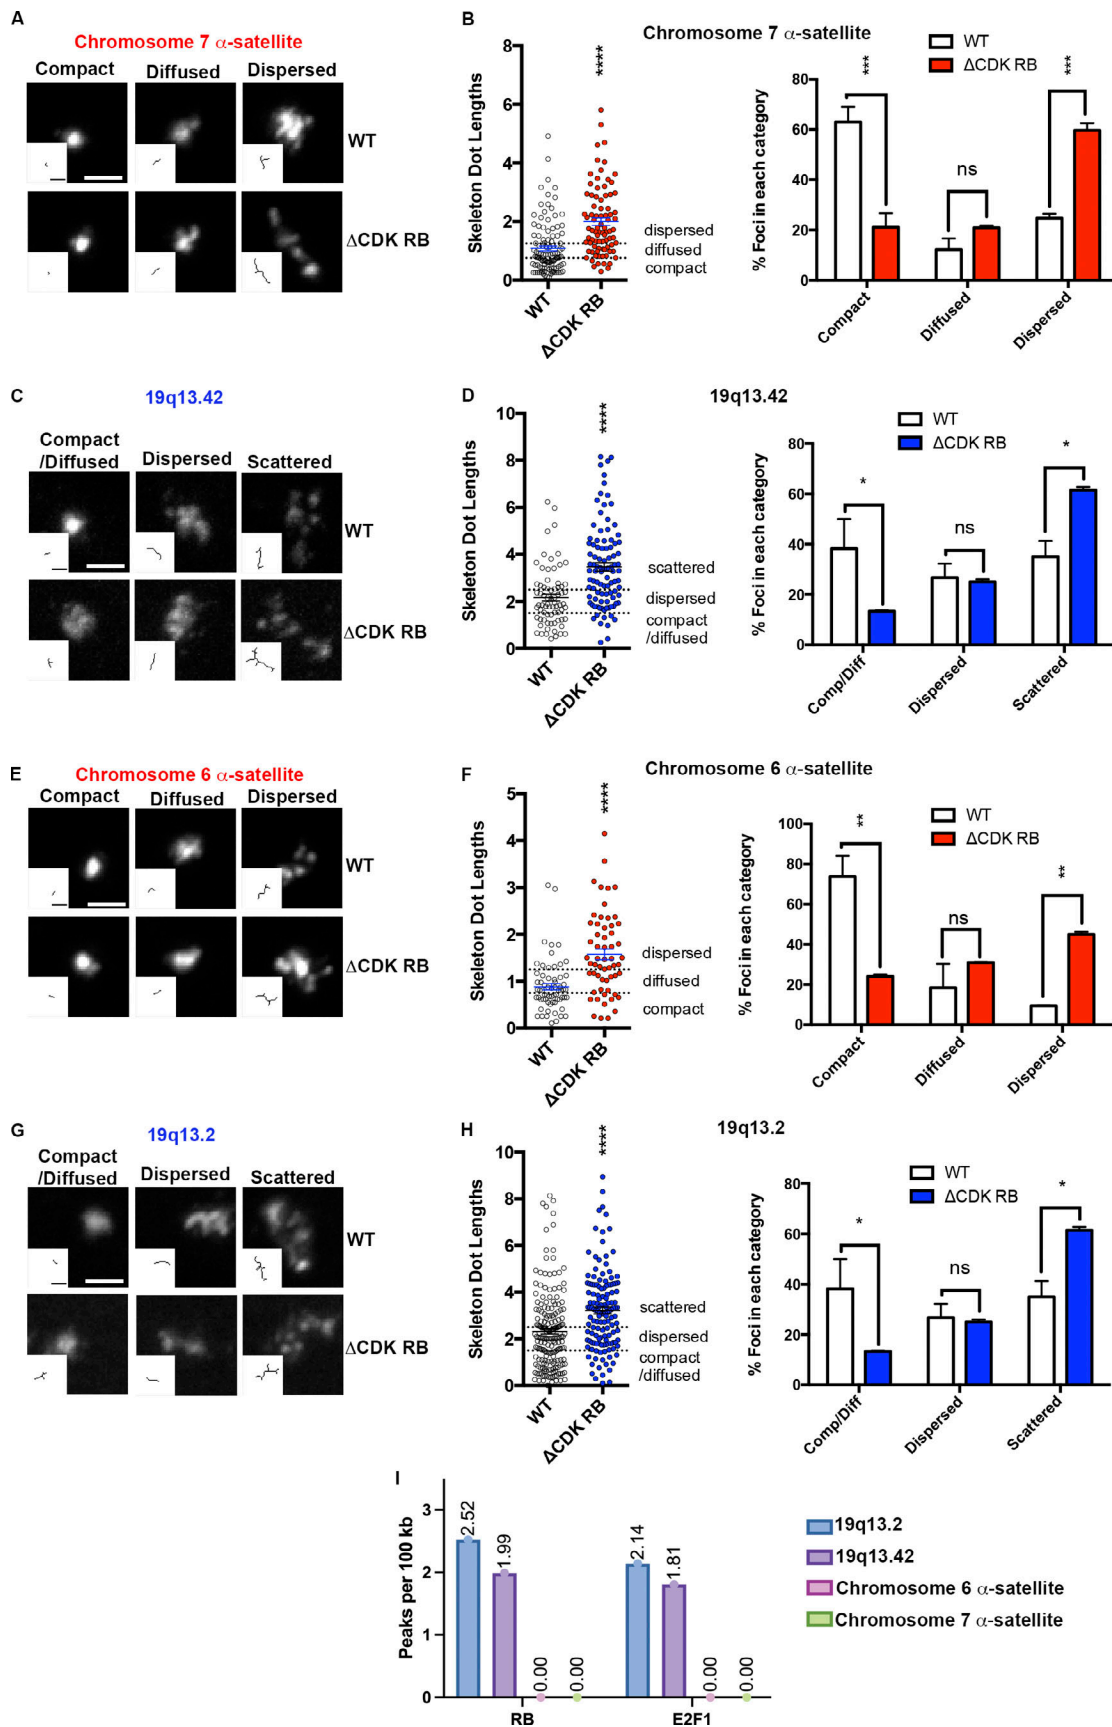 A
Chromosome 7 α-satellite
Compact Diffused Dispersed
WT
ΔCDK RB
B
Chromosome 7 α-satellite
Skeleton Dot Lengths
8
6
4
2
0
****
dispersed
diffused
compact
WT
ΔCDK RB
WT
ΔCDK RB
% Foci in each category
80
60
40
20
0
***
ns
***
Compact
Diffused
Dispersed
C
19q13.42
Compact
/Diffused Dispersed Scattered
WT
ΔCDK RB
D
19q13.42
Skeleton Dot Lengths
10
8
6
4
2
0
****
scattered
dispersed
compact
/diffused
WT
ΔCDK RB
WT
ΔCDK RB
% Foci in each category
80
60
40
20
0
*
ns
*
Comp/Diff
Dispersed
Scattered
E
Chromosome 6 α-satellite
Compact Diffused Dispersed
WT
ΔCDK RB
F
Chromosome 6 α-satellite
Skeleton Dot Lengths
5
4
3
2
1
0
****
dispersed
diffused
compact
WT
ΔCDK RB
WT
ΔCDK RB
% Foci in each category
100
80
60
40
20
0
**
ns
**
Compact
Diffused
Dispersed
G
19q13.2
Compact
/Diffused Dispersed Scattered
WT
ΔCDK RB
H
19q13.2
Skeleton Dot Lengths
10
8
6
4
2
0
****
scattered
dispersed
compact
/diffused
WT
ΔCDK RB
WT
ΔCDK RB
% Foci in each category
80
60
40
20
0
*
ns
*
Comp/Diff
Dispersed
Scattered
I
Peaks per 100 kb
3
2
1
0
2.52
1.99
0.00
0.00
2.14
1.81
0.00
0.00
RB
E2F1
19q13.2
19q13.42
Chromosome 6 α-satellite
Chromosome 7 α-satellite